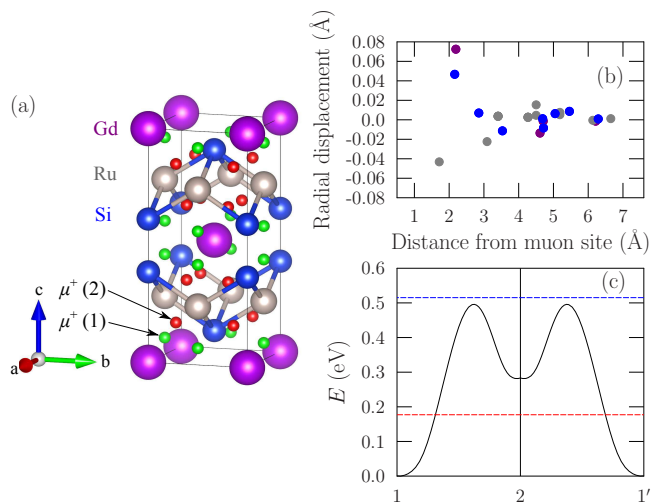 (a)
Gd
Ru
Si
μ⁺ (2)
μ⁺ (1)
c
a
b
Radial displacement (Å)
0.08
0.06
0.04
0.02
0.00
-0.02
-0.04
-0.06
-0.08
(b)
1 2 3 4 5 6 7
Distance from muon site (Å)
E (eV)
0.6
0.5
0.4
0.3
0.2
0.1
0.0
(c)
1 2 1′